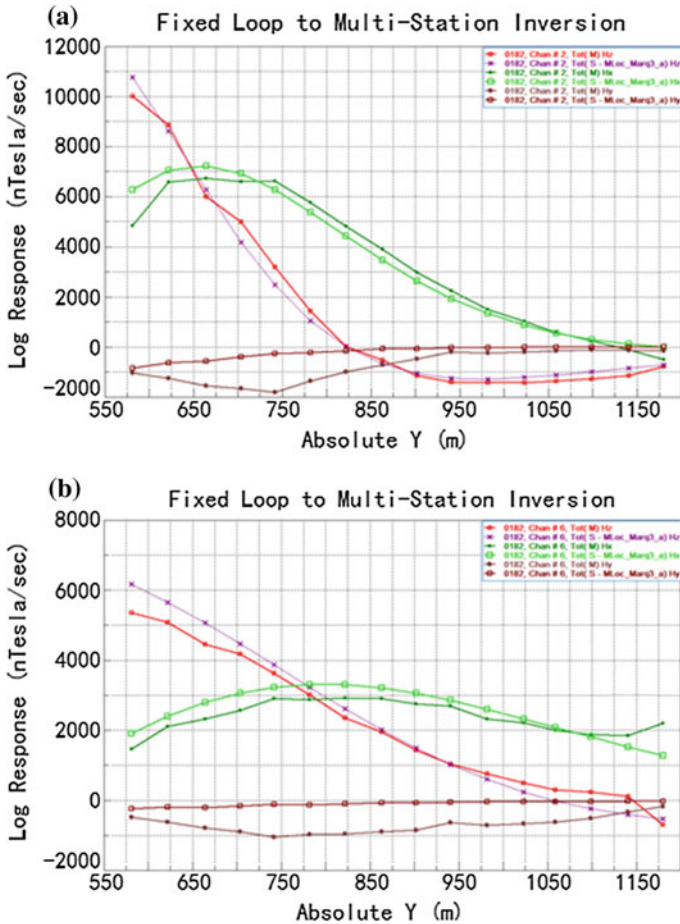 (a)
Fixed Loop to Multi-Station Inversion
0182, Chan # 2, Tot( M) Hz
0182, Chan # 2, Tot( S - MLoc_Marq3_a) Hz
0182, Chan # 2, Tot( M) Hx
0182, Chan # 2, Tot( S - MLoc_Marq3_a) Hx
0182, Chan # 2, Tot( M) Hy
0182, Chan # 2, Tot( S - MLoc_Marq3_a) Hy
Log Response (nTesla/sec)
12000
10000
8000
6000
4000
2000
0
-2000
550 650 750 850 950 1050 1150
Absolute Y (m)
(b)
Fixed Loop to Multi-Station Inversion
0182, Chan # 6, Tot( M) Hz
0182, Chan # 6, Tot( S - MLoc_Marq3_a) Hz
0182, Chan # 6, Tot( M) Hx
0182, Chan # 6, Tot( S - MLoc_Marq3_a) Hx
0182, Chan # 6, Tot( M) Hy
0182, Chan # 6, Tot( S - MLoc_Marq3_a) Hy
Log Response (nTesla/sec)
8000
6000
4000
2000
0
-2000
550 650 750 850 950 1050 1150
Absolute Y (m)